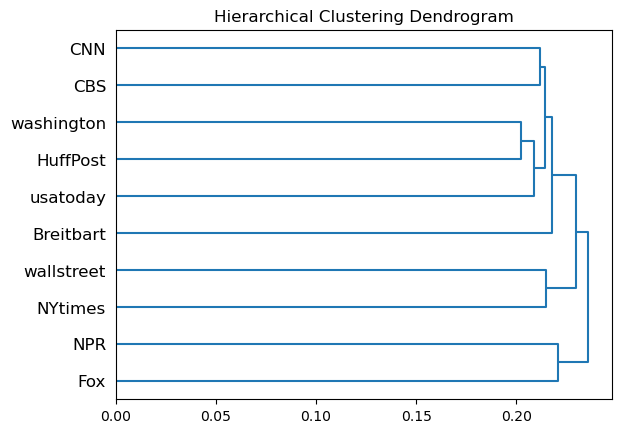 Hierarchical Clustering Dendrogram
CNN
CBS
washington
HuffPost
usatoday
Breitbart
wallstreet
NYtimes
NPR
Fox
0.00 0.05 0.10 0.15 0.20